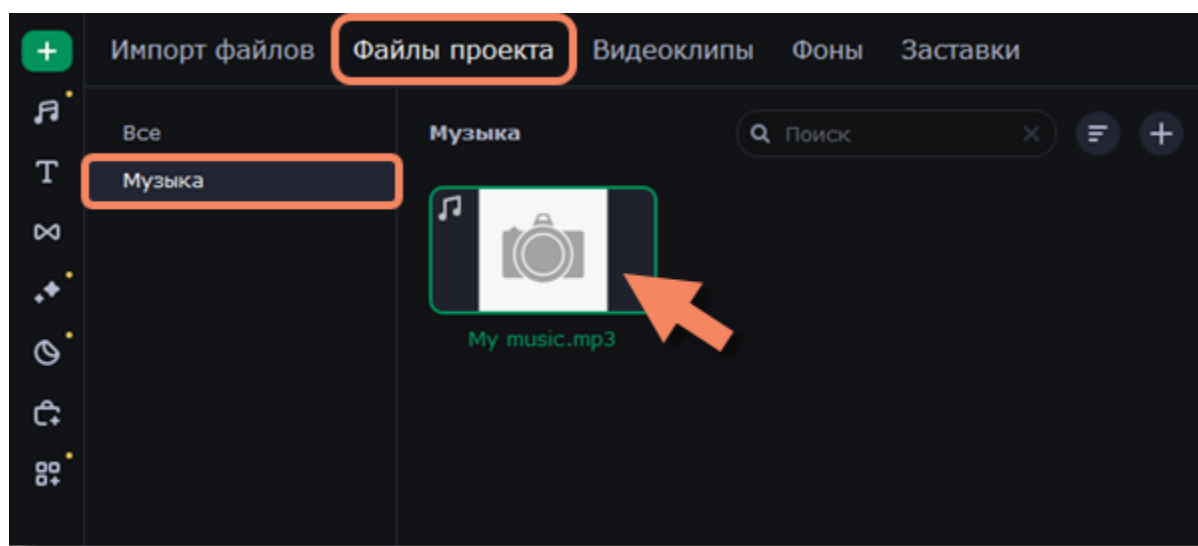 Импорт файлов Файлы проекта Видеоклипы Фоны Заставки
Все
Музыка
Музыка
Поиск
My music.mp3